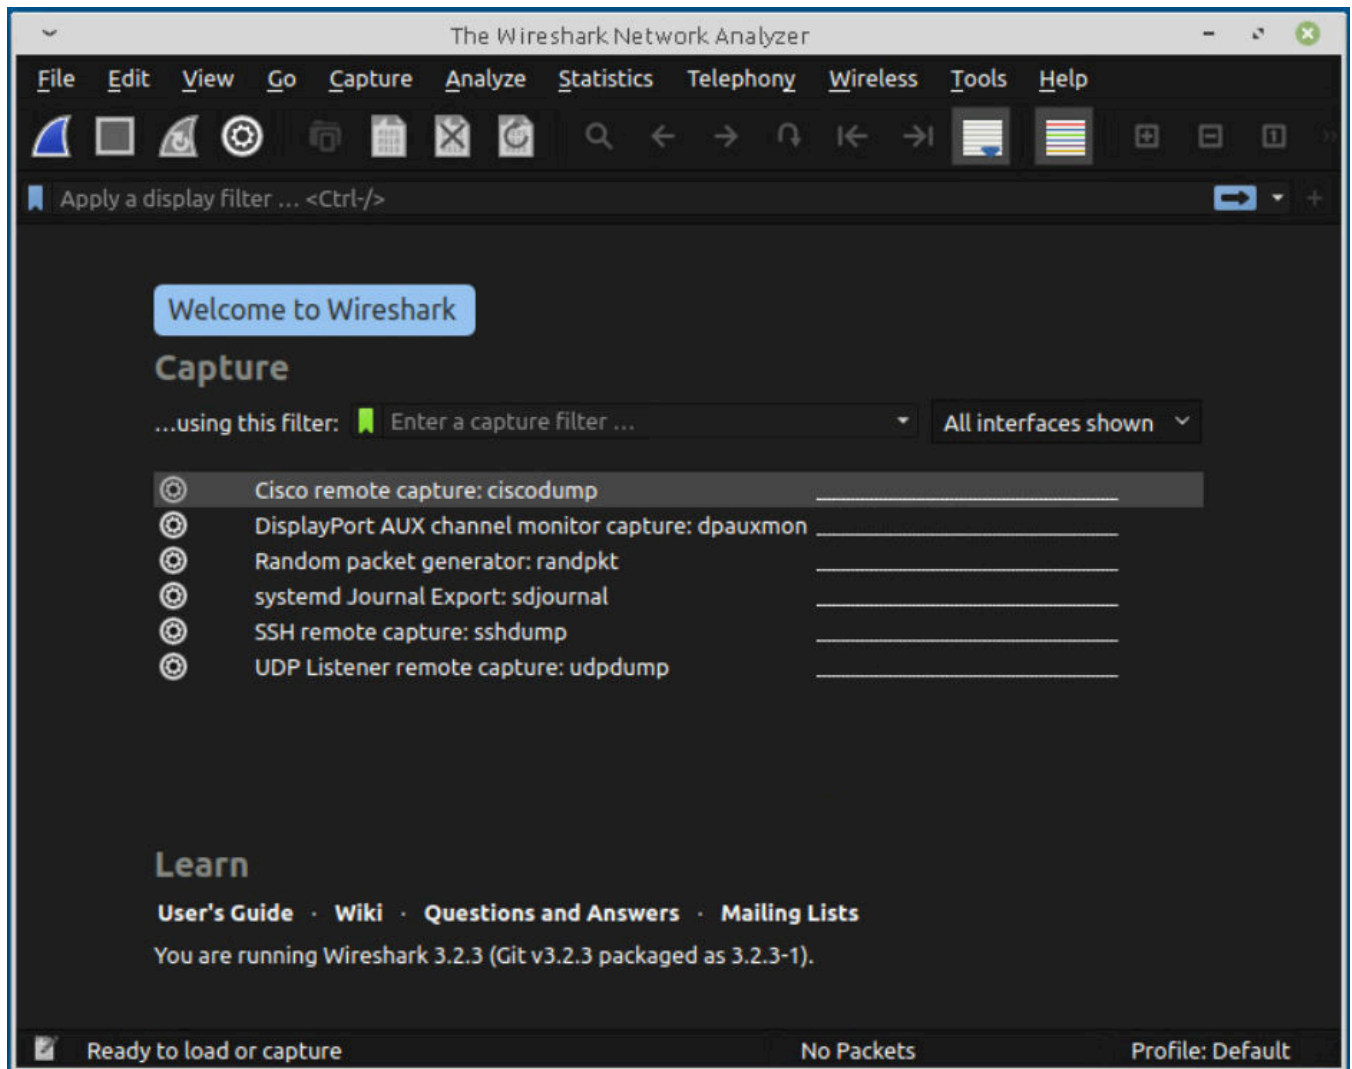 The Wireshark Network Analyzer
File Edit View Go Capture Analyze Statistics Telephony Wireless Tools Help
Apply a display filter … <Ctrl-/>
Welcome to Wireshark
Capture
…using this filter: Enter a capture filter … All interfaces shown
Cisco remote capture: ciscodump
DisplayPort AUX channel monitor capture: dpauxmon
Random packet generator: randpkt
systemd Journal Export: sdjournal
SSH remote capture: sshdump
UDP Listener remote capture: udpdump
Learn
User's Guide · Wiki · Questions and Answers · Mailing Lists
You are running Wireshark 3.2.3 (Git v3.2.3 packaged as 3.2.3-1).
Ready to load or capture No Packets Profile: Default